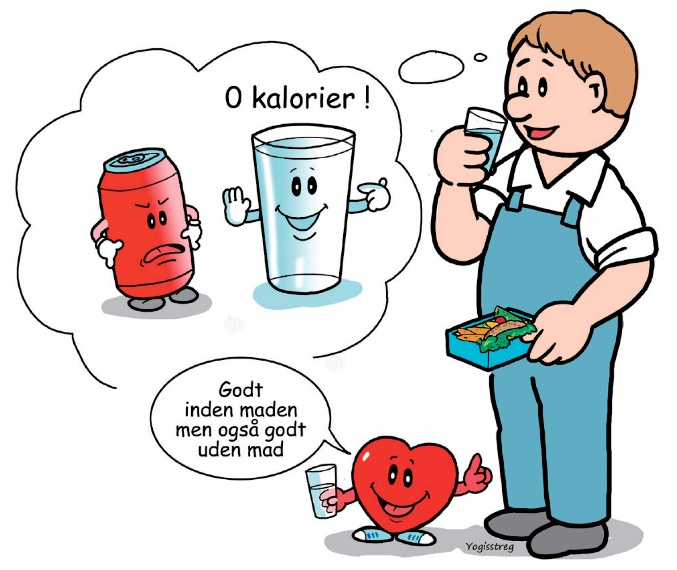 0 kalorier !
Godt
inden maden
men også godt
uden mad
Yogisstreg